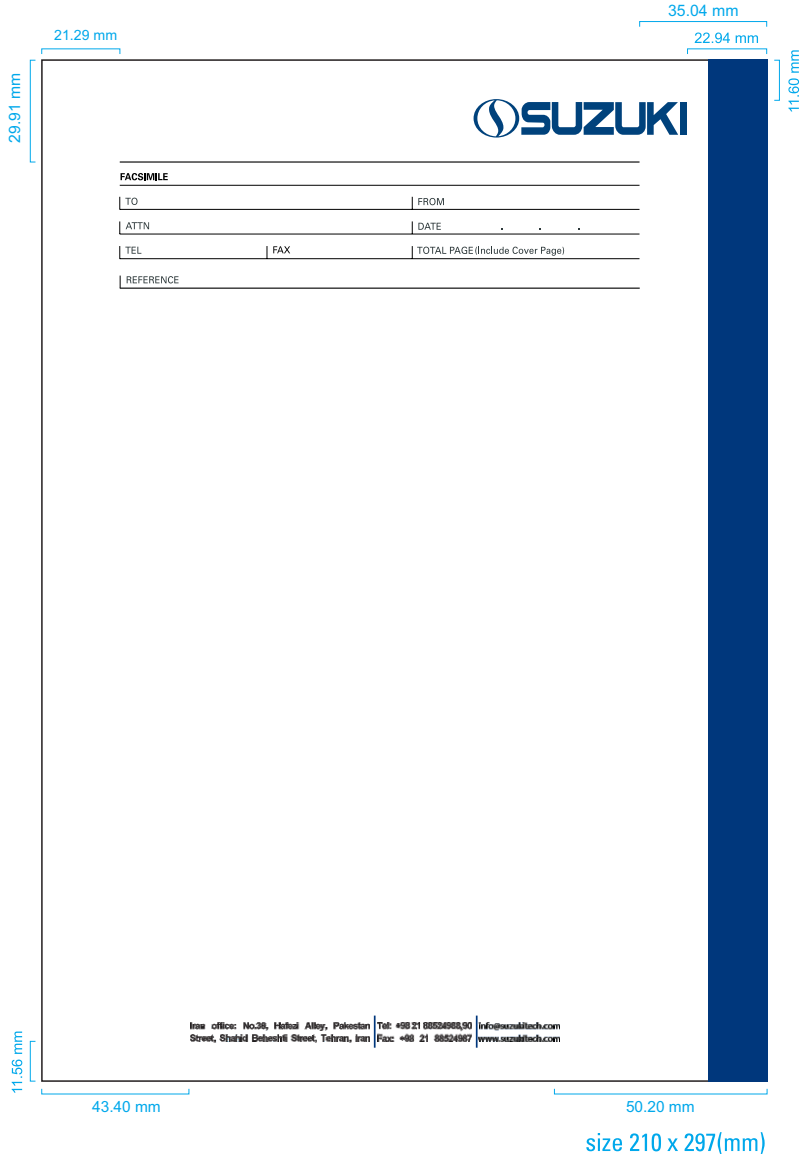 35.04 mm
21.29 mm
22.94 mm
29.91 mm
11.60 mm
SUZUKI
FACSIMILE
TO FROM
ATTN DATE . . .
TEL FAX TOTAL PAGE(Include Cover Page)
REFERENCE
Iran office: No.38, Hafezi Alley, Pakestan Tel: +98 21 88524988,90 info@suzukitech.com
Street, Shahid Beheshti Street, Tehran, Iran Fax: +98 21 88524987 www.suzukitech.com
11.56 mm
43.40 mm 50.20 mm
size 210 x 297(mm)